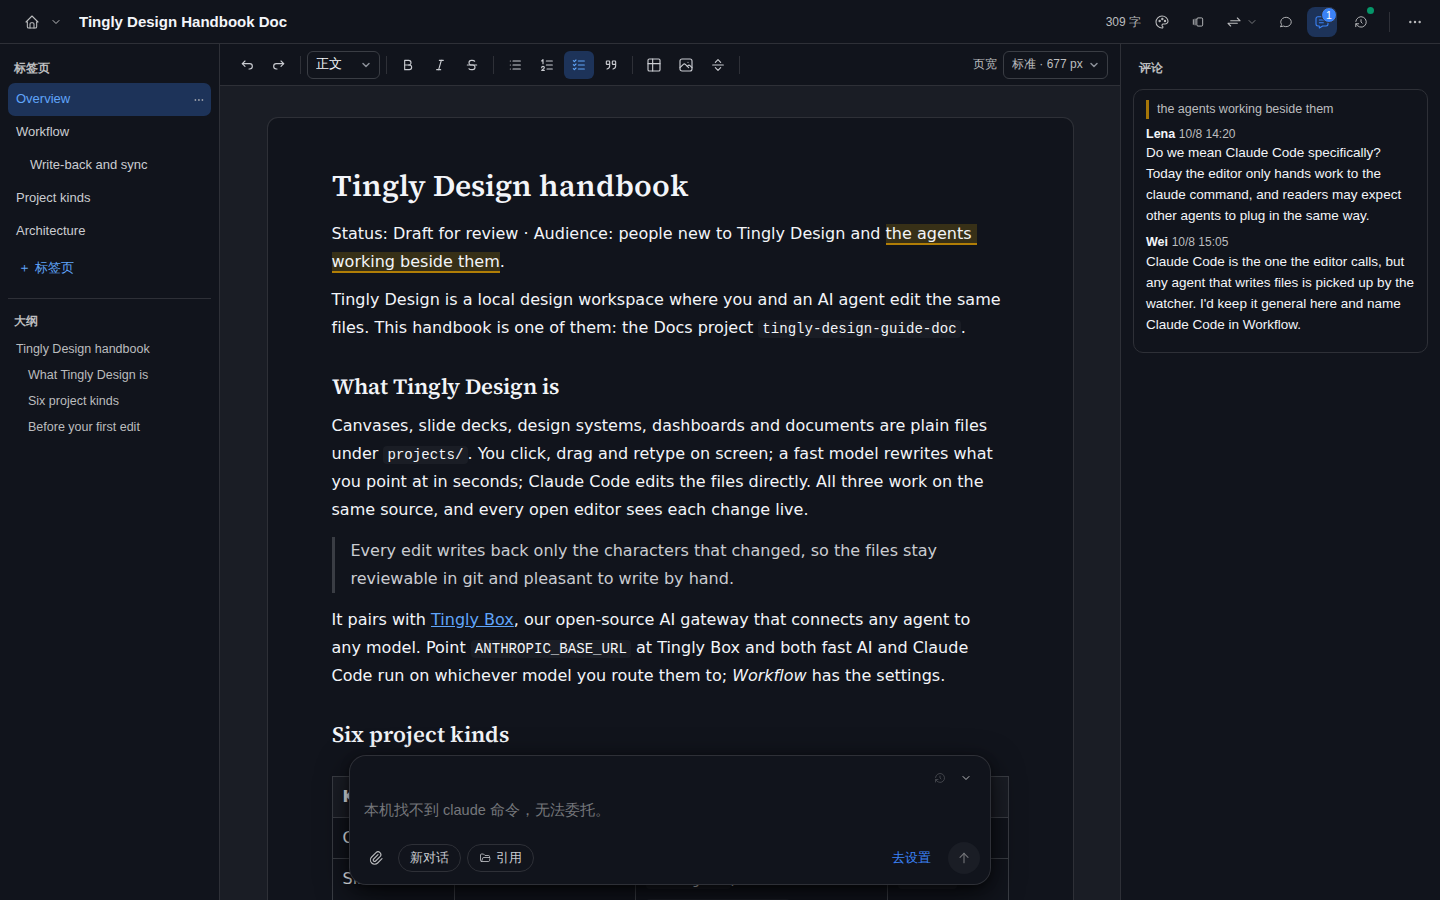 Tingly Design Handbook Doc
309 字
1
标签页
Overview
Workflow
Write-back and sync
Project kinds
Architecture
+ 标签页
大纲
Tingly Design handbook
What Tingly Design is
Six project kinds
Before your first edit
正文
页宽
标准 · 677 px
Tingly Design handbook
Status: Draft for review · Audience: people new to Tingly Design and the agents
working beside them.
Tingly Design is a local design workspace where you and an AI agent edit the same
files. This handbook is one of them: the Docs project tingly-design-guide-doc.
What Tingly Design is
Canvases, slide decks, design systems, dashboards and documents are plain files
under projects/. You click, drag and retype on screen; a fast model rewrites what
you point at in seconds; Claude Code edits the files directly. All three work on the
same source, and every open editor sees each change live.
Every edit writes back only the characters that changed, so the files stay
reviewable in git and pleasant to write by hand.
It pairs with Tingly Box, our open-source AI gateway that connects any agent to
any model. Point ANTHROPIC_BASE_URL at Tingly Box and both fast AI and Claude
Code run on whichever model you route them to; Workflow has the settings.
Six project kinds
本机找不到 claude 命令，无法委托。
新对话
引用
去设置
评论
the agents working beside them
Lena 10/8 14:20
Do we mean Claude Code specifically?
Today the editor only hands work to the
claude command, and readers may expect
other agents to plug in the same way.
Wei 10/8 15:05
Claude Code is the one the editor calls, but
any agent that writes files is picked up by the
watcher. I'd keep it general here and name
Claude Code in Workflow.